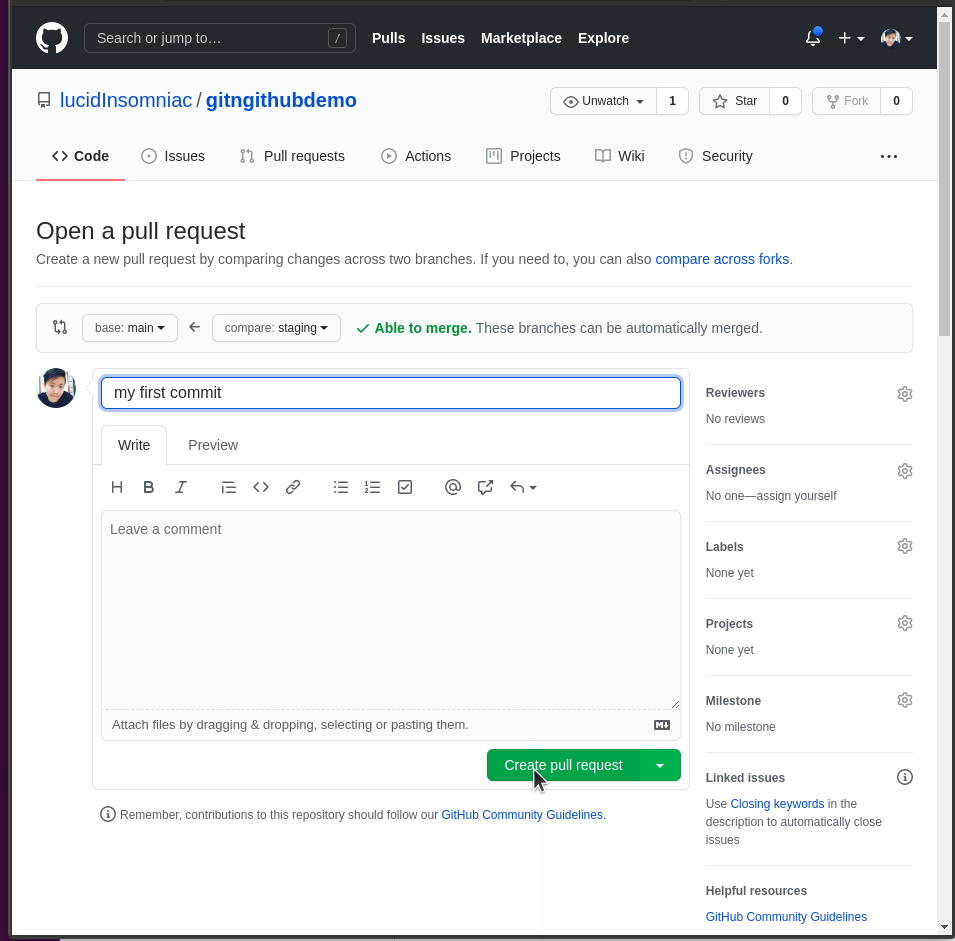 Search or jump to… / Pulls Issues Marketplace Explore
lucidInsomniac / gitngithubdemo Unwatch 1 Star 0 Fork 0
Code Issues Pull requests Actions Projects Wiki Security ...
Open a pull request
Create a new pull request by comparing changes across two branches. If you need to, you can also compare across forks.
base: main compare: staging Able to merge. These branches can be automatically merged.
my first commit
Write Preview
H B I @
Leave a comment
Attach files by dragging & dropping, selecting or pasting them.
Create pull request
Remember, contributions to this repository should follow our GitHub Community Guidelines.
Reviewers
No reviews
Assignees
No one—assign yourself
Labels
None yet
Projects
None yet
Milestone
No milestone
Linked issues
Use Closing keywords in the
description to automatically close
issues
Helpful resources
GitHub Community Guidelines